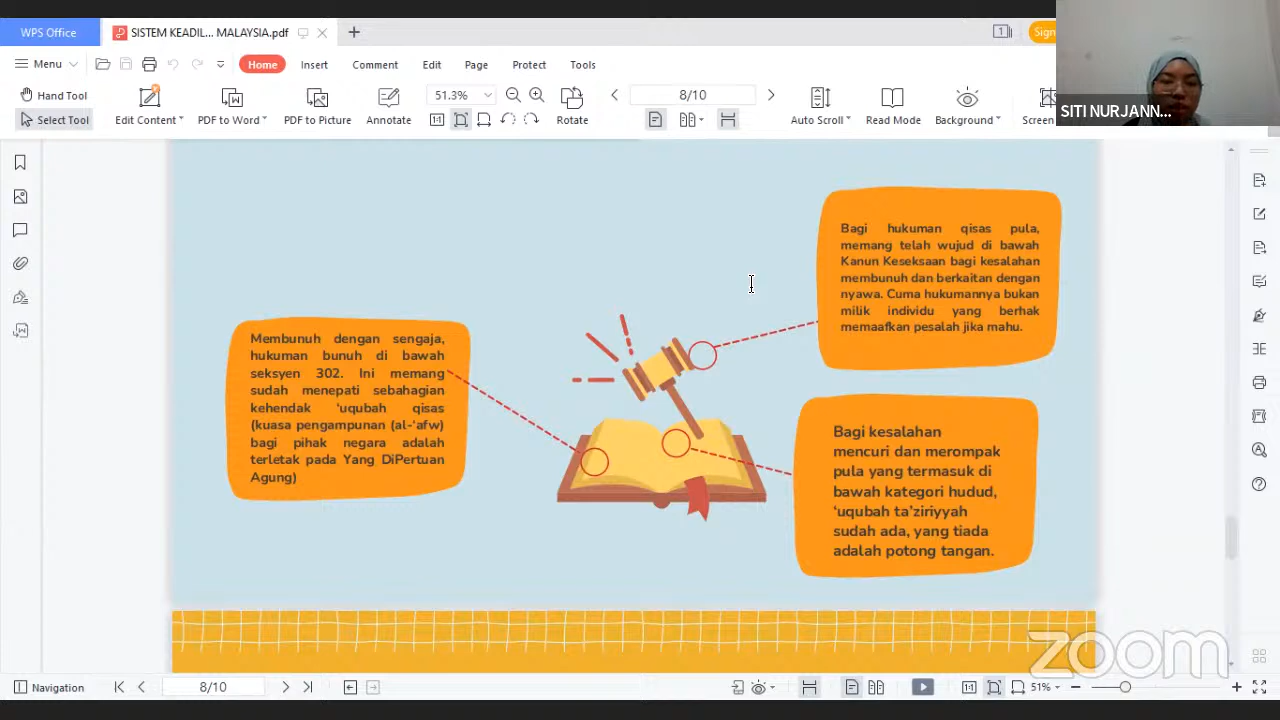 WPS Office
SISTEM KEADIL... MALAYSIA.pdf
1
Sign
Menu
Home
Insert
Comment
Edit
Page
Protect
Tools
Hand Tool
Select Tool
Edit Content
PDF to Word
PDF to Picture
Annotate
51.3%
Rotate
8/10
Auto Scroll
Read Mode
Background
Screen
SITI NURJANN...
Bagi hukuman qisas pula,
memang telah wujud di bawah
Kanun Keseksaan bagi kesalahan
membunuh dan berkaitan dengan
nyawa. Cuma hukumannya bukan
milik individu yang berhak
memaafkan pesalah jika mahu.
Membunuh dengan sengaja,
hukuman bunuh di bawah
seksyen 302. Ini memang
sudah menepati sebahagian
kehendak ‘uqubah qisas
(kuasa pengampunan (al-‘afw)
bagi pihak negara adalah
terletak pada Yang DiPertuan
Agung)
Bagi kesalahan
mencuri dan merompak
pula yang termasuk di
bawah kategori hudud,
‘uqubah ta’ziriyyah
sudah ada, yang tiada
adalah potong tangan.
zoom
Navigation
8/10
51%